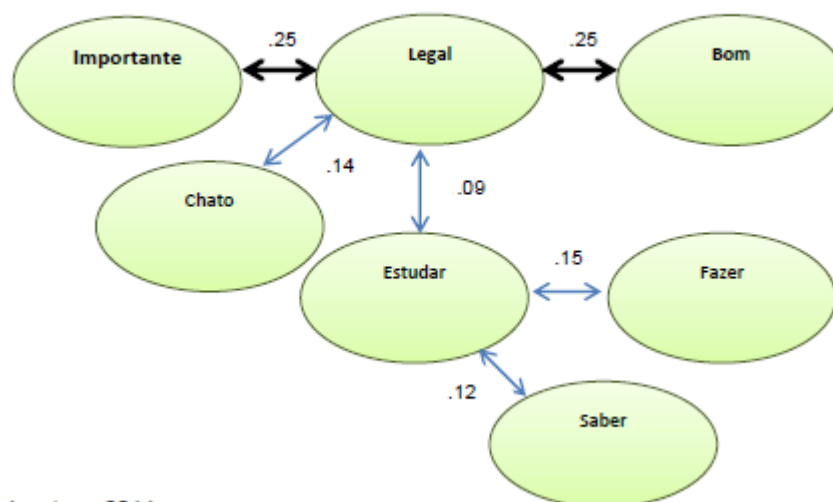 .25
.25
Importante
Legal
Bom
.14
.09
Chato
Estudar
.15
Fazer
.12
Saber